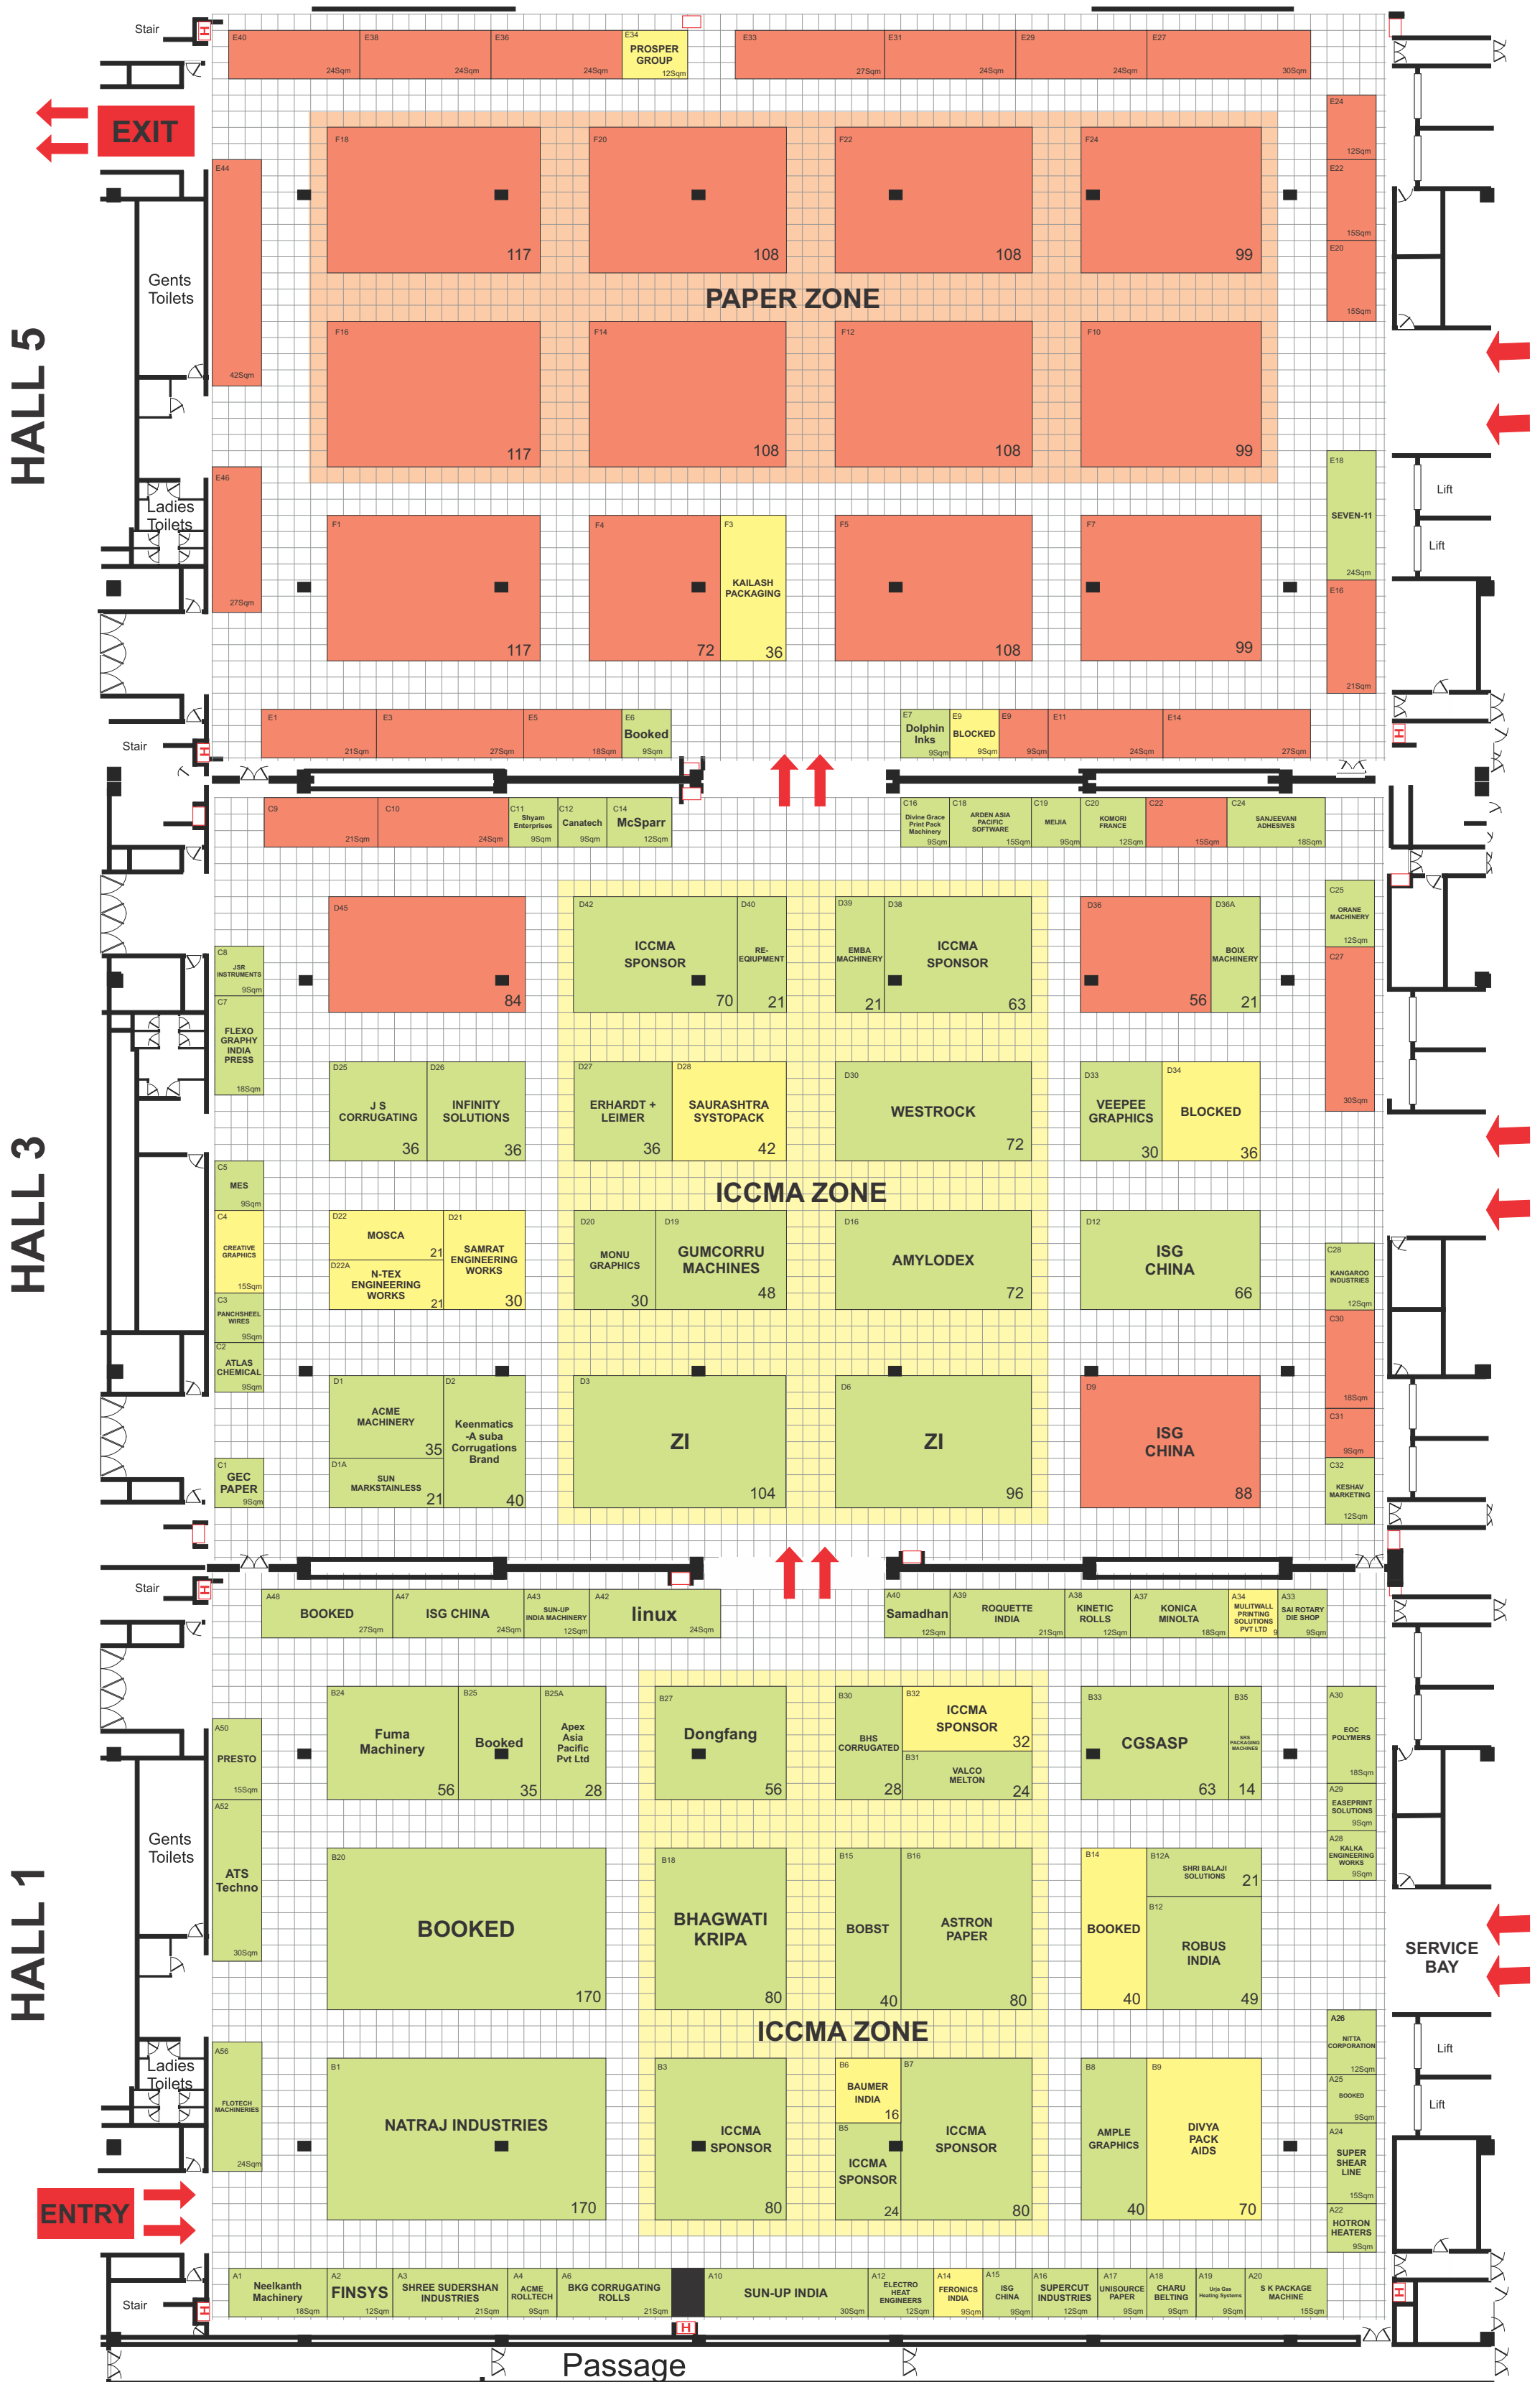 Stair
E40
24Sqm
E38
24Sqm
E36
24Sqm
E34
PROSPER
GROUP
12Sqm
E33
27Sqm
E31
24Sqm
E29
24Sqm
E27
30Sqm
EXIT
HALL 5
E24
12Sqm
E22
15Sqm
E20
15Sqm
E44
42Sqm
Gents
Toilets
F18
117
F20
108
F22
108
F24
99
PAPER ZONE
F16
117
F14
108
F12
108
F10
99
E46
27Sqm
Ladies
Toilets
F1
117
F4
72
F3
KAILASH
PACKAGING
36
F5
108
F7
99
E18
SEVEN-11
24Sqm
Lift
Lift
E16
21Sqm
Stair
E1
21Sqm
E3
27Sqm
E5
18Sqm
E6
Booked
9Sqm
E7
Dolphin
Inks
9Sqm
E9
BLOCKED
9Sqm
E9
9Sqm
E11
24Sqm
E14
27Sqm
HALL 3
C9
21Sqm
C10
24Sqm
C11
Shyam
Enterprises
9Sqm
C12
Canatech
9Sqm
C14
McSparr
12Sqm
C16
Divine Grace
Print Pack
Machinery
9Sqm
C18
ARDEN ASIA
PACIFIC
SOFTWARE
15Sqm
C19
MEIJIA
9Sqm
C20
KOMORI
FRANCE
12Sqm
C22
15Sqm
C24
SANJEEVANI
ADHESIVES
18Sqm
D45
84
D42
ICCMA
SPONSOR
70
D40
RE-
EQIUPMENT
21
D39
EMBA
MACHINERY
21
D38
ICCMA
SPONSOR
63
D36
56
D36A
BOIX
MACHINERY
21
C25
ORANE
MACHINERY
12Sqm
C27
30Sqm
C8
JSR
INSTRUMENTS
9Sqm
C7
FLEXO
GRAPHY
INDIA
PRESS
18Sqm
D25
J S
CORRUGATING
36
D26
INFINITY
SOLUTIONS
36
D27
ERHARDT +
LEIMER
36
D28
SAURASHTRA
SYSTOPACK
42
D30
WESTROCK
72
D33
VEEPEE
GRAPHICS
30
D34
BLOCKED
36
ICCMA ZONE
C5
MES
9Sqm
C4
CREATIVE
GRAPHICS
15Sqm
C3
PANCHSHEEL
WIRES
9Sqm
C2
ATLAS
CHEMICAL
9Sqm
D22
MOSCA
21
D22A
N-TEX
ENGINEERING
WORKS
21
D21
SAMRAT
ENGINEERING
WORKS
30
D20
MONU
GRAPHICS
30
D19
GUMCORRU
MACHINES
48
D16
AMYLODEX
72
D12
ISG
CHINA
66
C28
KANGAROO
INDUSTRIES
12Sqm
C30
18Sqm
C31
9Sqm
C32
KESHAV
MARKETING
12Sqm
C1
GEC
PAPER
9Sqm
D1
ACME
MACHINERY
35
D1A
SUN
MARKSTAINLESS
21
D2
Keenmatics
-A suba
Corrugations
Brand
40
D3
ZI
104
D6
ZI
96
D9
ISG
CHINA
88
HALL 1
Stair
A48
BOOKED
27Sqm
A47
ISG CHINA
24Sqm
A43
SUN-UP
INDIA MACHINERY
12Sqm
A42
linux
24Sqm
A40
Samadhan
12Sqm
A39
ROQUETTE
INDIA
21Sqm
A38
KINETIC
ROLLS
12Sqm
A37
KONICA
MINOLTA
18Sqm
A34
MULITWALL
PRINTING
SOLUTIONS
PVT LTD
9
A33
SAI ROTARY
DIE SHOP
9Sqm
A50
PRESTO
15Sqm
A52
ATS
Techno
30Sqm
B24
Fuma
Machinery
56
B25
Booked
35
B25A
Apex
Asia
Pacific
Pvt Ltd
28
B27
Dongfang
56
B30
BHS
CORRUGATED
28
B32
ICCMA
SPONSOR
32
B31
VALCO
MELTON
24
B33
CGSASP
63
B35
SRS
PACKAGING
MACHINES
14
A30
EOC
POLYMERS
18Sqm
A29
EASEPRINT
SOLUTIONS
9Sqm
A28
KALKA
ENGINEERING
WORKS
9Sqm
Gents
Toilets
B20
BOOKED
170
B18
BHAGWATI
KRIPA
80
B15
BOBST
40
B16
ASTRON
PAPER
80
B14
BOOKED
40
B12A
SHRI BALAJI
SOLUTIONS
21
B12
ROBUS
INDIA
49
SERVICE
BAY
ICCMA ZONE
Ladies
Toilets
A56
FLOTECH
MACHINERIES
24Sqm
B1
NATRAJ INDUSTRIES
170
B3
ICCMA
SPONSOR
80
B6
BAUMER
INDIA
16
B5
ICCMA
SPONSOR
24
B7
ICCMA
SPONSOR
80
B8
AMPLE
GRAPHICS
40
B9
DIVYA
PACK
AIDS
70
A26
NITTA
CORPORATION
12Sqm
A25
BOOKED
9Sqm
A24
SUPER
SHEAR
LINE
15Sqm
A22
HOTRON
HEATERS
9Sqm
Lift
Lift
ENTRY
Stair
A1
Neelkanth
Machinery
18Sqm
A2
FINSYS
12Sqm
A3
SHREE SUDERSHAN
INDUSTRIES
21Sqm
A4
ACME
ROLLTECH
9Sqm
A6
BKG CORRUGATING
ROLLS
21Sqm
A10
SUN-UP INDIA
30Sqm
A12
ELECTRO
HEAT
ENGINEERS
12Sqm
A14
FERONICS
INDIA
9Sqm
A15
ISG
CHINA
9Sqm
A16
SUPERCUT
INDUSTRIES
12Sqm
A17
UNISOURCE
PAPER
9Sqm
A18
CHARU
BELTING
9Sqm
A19
Urja Gas
Heating Systems
9Sqm
A20
S K PACKAGE
MACHINE
15Sqm
H
H
H
H
H
H
H
Passage